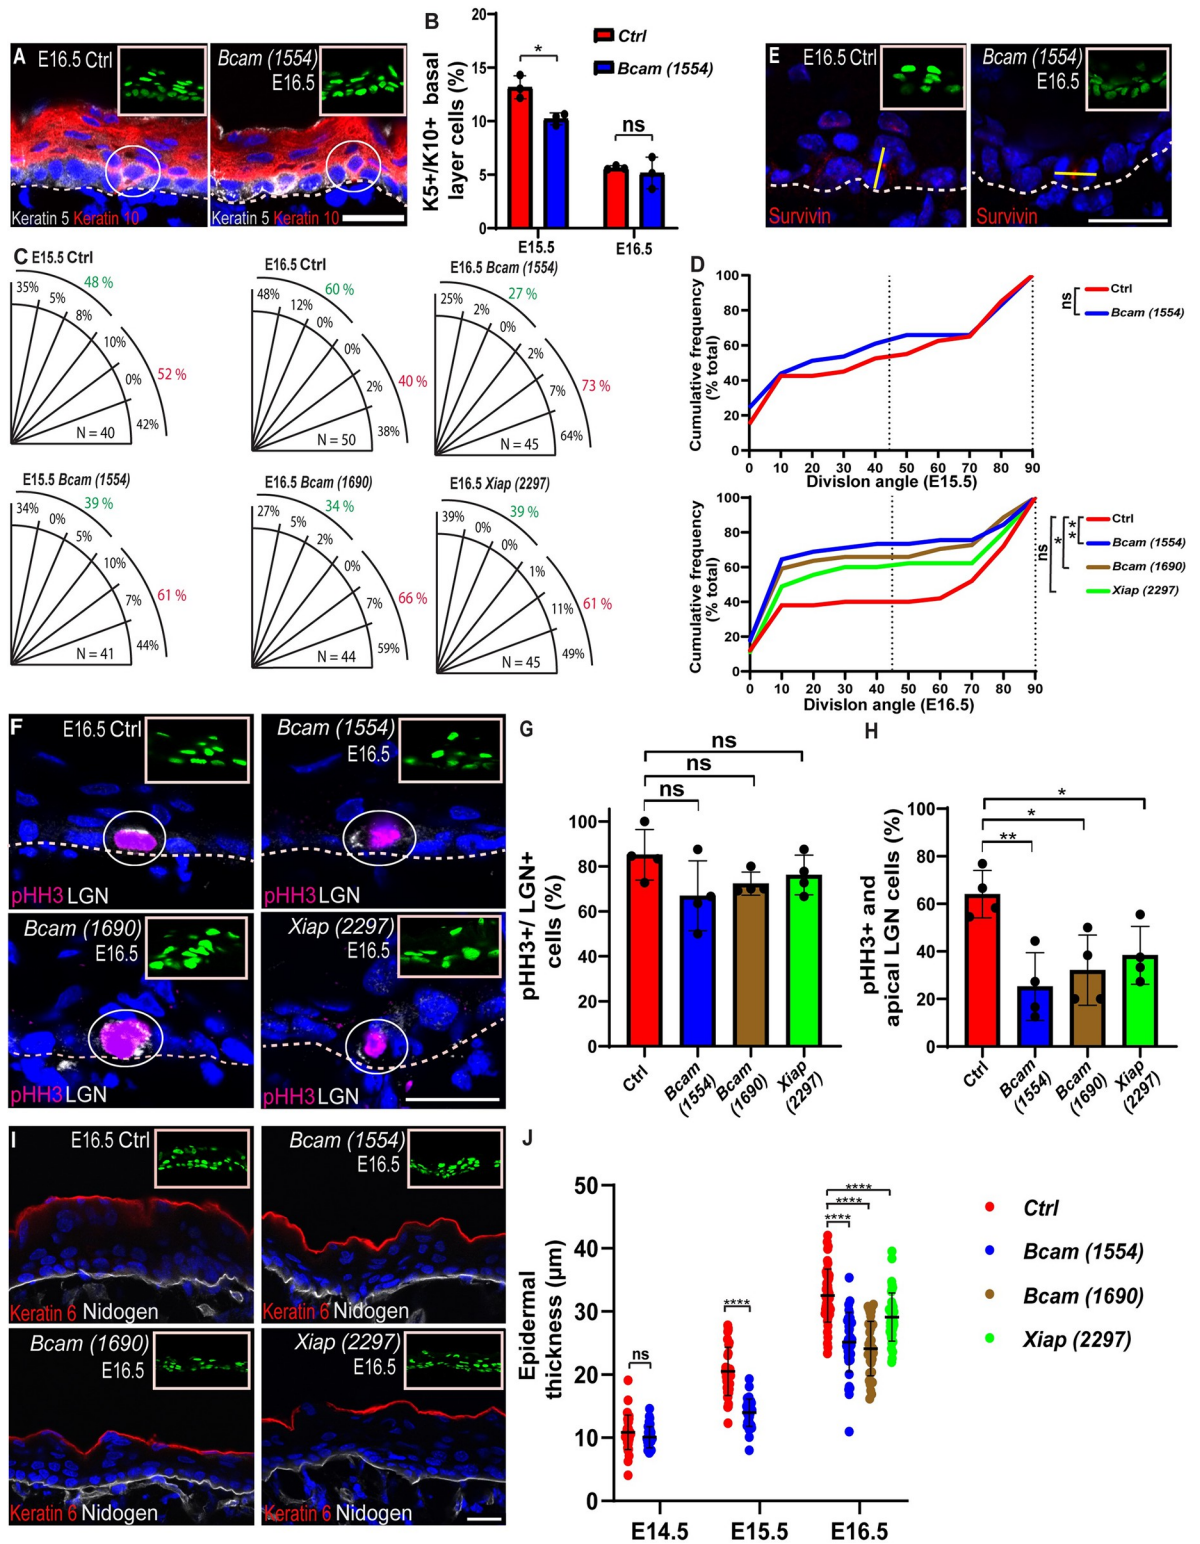 A
E16.5 Ctrl
Bcam (1554)
E16.5
Keratin 5 Keratin 10
Keratin 5 Keratin 10
B
K5+/K10+ basal
layer cells (%)
20
15
10
5
0
*
ns
E15.5
E16.5
Ctrl
Bcam (1554)
E
E16.5 Ctrl
Bcam (1554)
E16.5
Survivin
Survivin
C
E15.5 Ctrl
48 %
35%
5%
8%
10%
0%
52 %
42%
N = 40
E16.5 Ctrl
60 %
48%
12%
0%
0%
2%
40 %
38%
N = 50
E16.5 Bcam (1554)
27 %
25%
2%
0%
2%
7%
73 %
64%
N = 45
E15.5 Bcam (1554)
39 %
34%
0%
5%
10%
7%
61 %
44%
N = 41
E16.5 Bcam (1690)
34 %
27%
5%
2%
0%
7%
66 %
59%
N = 44
E16.5 Xiap (2297)
39 %
39%
0%
0%
1%
11%
61 %
49%
N = 45
D
Cumulative frequency
(% total)
100
80
60
40
20
0
0 10 20 30 40 50 60 70 80 90
Division angle (E15.5)
ns
Ctrl
Bcam (1554)
Cumulative frequency
(% total)
100
80
60
40
20
0
0 10 20 30 40 50 60 70 80 90
Division angle (E16.5)
ns
*
**
Ctrl
Bcam (1554)
Bcam (1690)
Xiap (2297)
F
E16.5 Ctrl
pHH3 LGN
Bcam (1554)
E16.5
pHH3 LGN
Bcam (1690)
E16.5
pHH3 LGN
Xiap (2297)
E16.5
pHH3 LGN
G
pHH3+/ LGN+
cells (%)
100
80
60
40
20
0
ns
ns
ns
Ctrl
Bcam
(1554)
Bcam
(1690)
Xiap
(2297)
H
pHH3+ and
apical LGN cells (%)
100
80
60
40
20
0
*
*
**
Ctrl
Bcam
(1554)
Bcam
(1690)
Xiap
(2297)
I
E16.5 Ctrl
Keratin 6 Nidogen
Bcam (1554)
E16.5
Keratin 6 Nidogen
Bcam (1690)
E16.5
Keratin 6 Nidogen
Xiap (2297)
E16.5
Keratin 6 Nidogen
J
Epidermal
thickness (µm)
50
40
30
20
10
0
ns
****
****
****
****
E14.5
E15.5
E16.5
Ctrl
Bcam (1554)
Bcam (1690)
Xiap (2297)